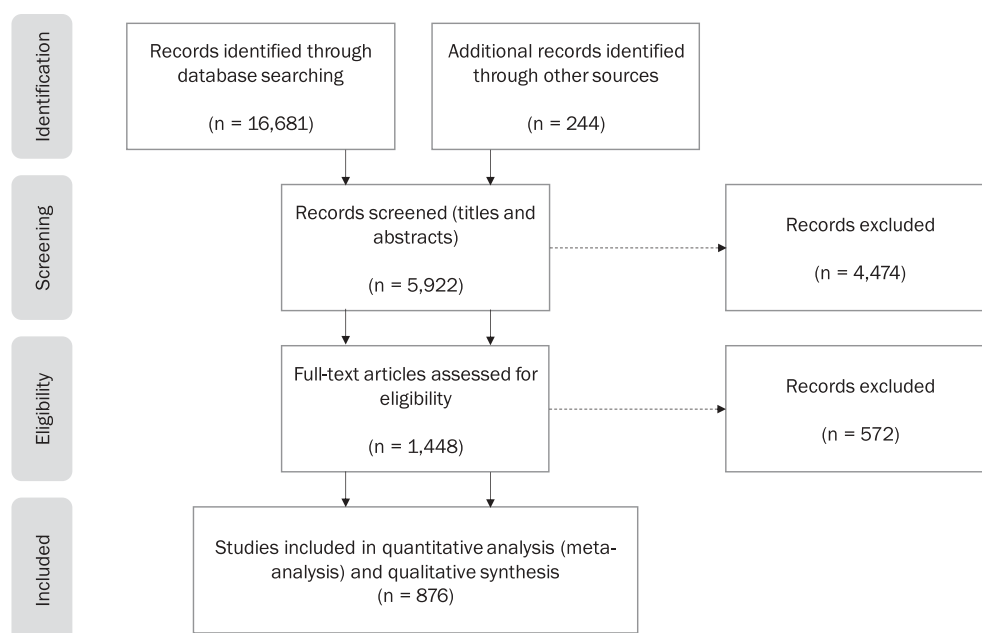 Identification
Records identified through
database searching
(n = 16,681)
Additional records identified
through other sources
(n = 244)
Screening
Records screened (titles and
abstracts)
(n = 5,922)
Records excluded
(n = 4,474)
Eligibility
Full-text articles assessed for
eligibility
(n = 1,448)
Records excluded
(n = 572)
Included
Studies included in quantitative analysis (meta-
analysis) and qualitative synthesis
(n = 876)